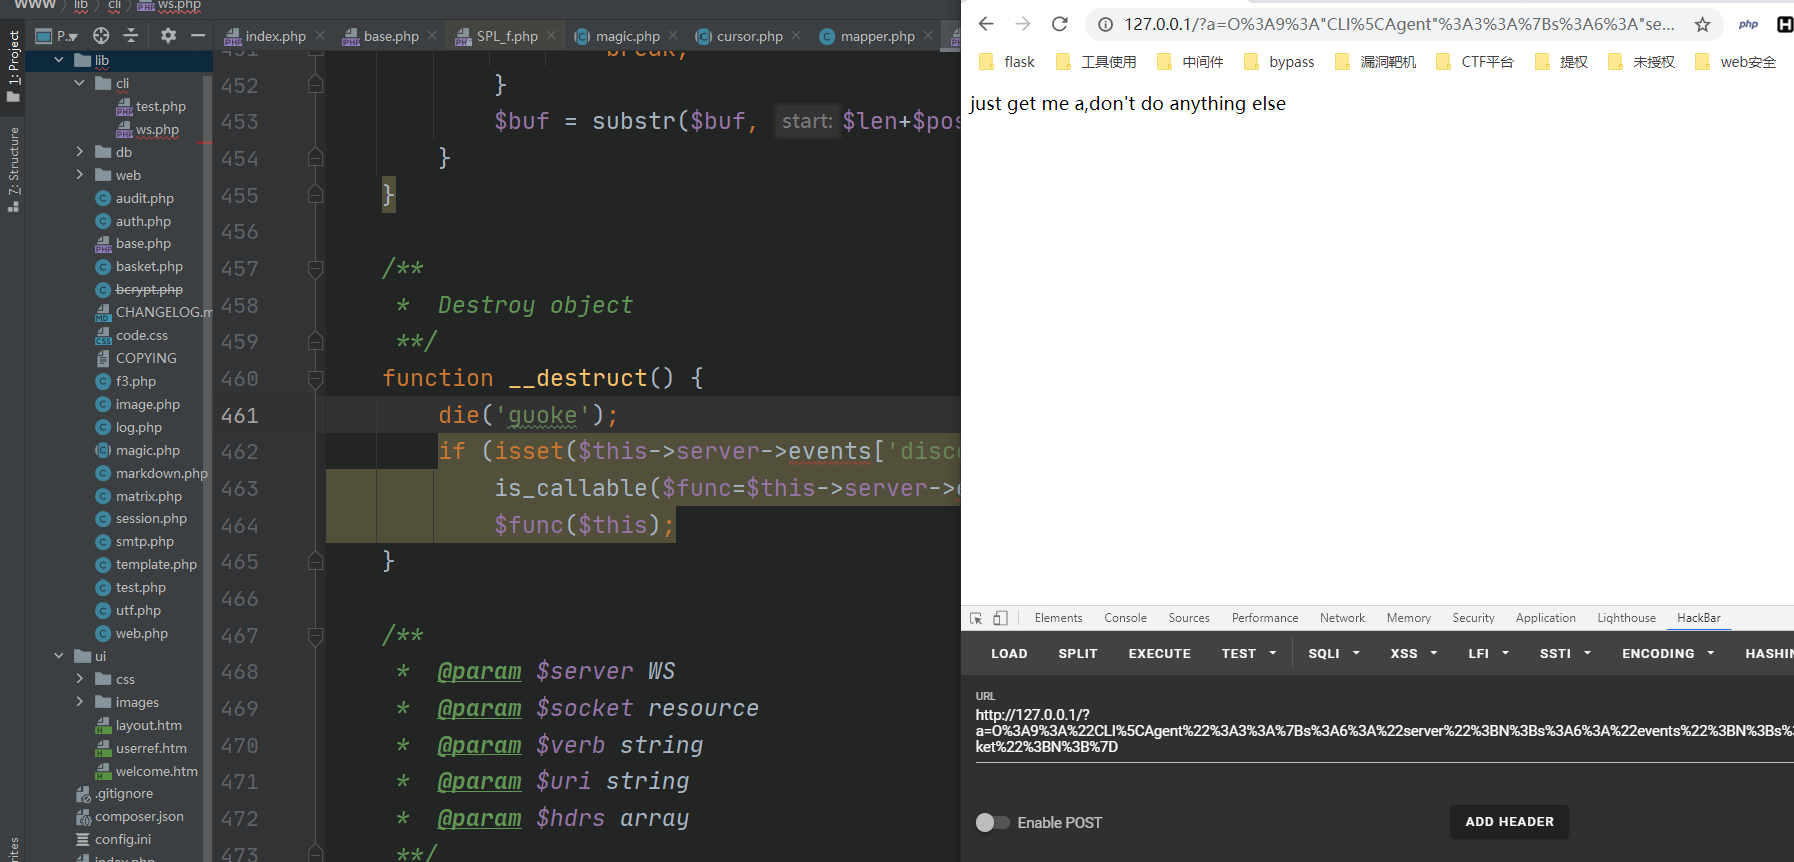 WWW lib cli ws.php
P..
index.php
base.php
SPL_f.php
magic.php
cursor.php
mapper.php
1: Project
7: Structure
lib
cli
test.php
ws.php
db
web
audit.php
auth.php
base.php
basket.php
bcrypt.php
CHANGELOG.m
code.css
COPYING
f3.php
image.php
log.php
magic.php
markdown.php
matrix.php
session.php
smtp.php
template.php
test.php
utf.php
web.php
ui
css
images
layout.htm
userref.htm
welcome.htm
.gitignore
composer.json
config.ini
index.php
451 break;
452 }
453 $buf = substr($buf, start: $len+$pos
454 }
455 }
456
457 /**
458 * Destroy object
459 **/
460 function __destruct() {
461 die('guoke');
462 if (isset($this->server->events['disco
463 is_callable($func=$this->server->e
464 $func($this);
465 }
466
467 /**
468 * @param $server WS
469 * @param $socket resource
470 * @param $verb string
471 * @param $uri string
472 * @param $hdrs array
473 **/
127.0.0.1/?a=O%3A9%3A"CLI%5CAgent"%3A3%3A%7Bs%3A6%3A"se...
php
flask
工具使用
中间件
bypass
漏洞靶机
CTF平台
提权
未授权
web安全
just get me a,don't do anything else
Elements Console Sources Performance Network Memory Security Application Lighthouse HackBar
LOAD SPLIT EXECUTE TEST SQLI XSS LFI SSTI ENCODING HASHIN
URL
http://127.0.0.1/?
a=O%3A9%3A%22CLI%5CAgent%22%3A3%3A%7Bs%3A6%3A%22server%22%3BN%3Bs%3A6%3A%22events%22%3BN%3Bs%
ket%22%3BN%3B%7D
Enable POST
ADD HEADER